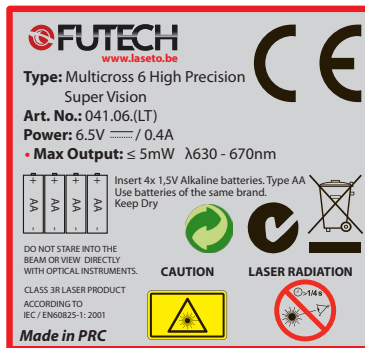 FUTECH
www.laseto.be
Type: Multicross 6 High Precision
Super Vision
Art. No.: 041.06.(LT)
Power: 6.5V ⎓ / 0.4A
• Max Output: ≤ 5mW λ630 - 670nm
+ + + +
AA AA AA AA
- - - -
Insert 4x 1,5V Alkaline batteries. Type AA
Use batteries of the same brand.
Keep Dry
CE
DO NOT STARE INTO THE
BEAM OR VIEW DIRECTLY
WITH OPTICAL INSTRUMENTS.
CLASS 3R LASER PRODUCT
ACCORDING TO
IEC / EN60825-1: 2001
Made in PRC
CAUTION
LASER RADIATION
>1/4 s